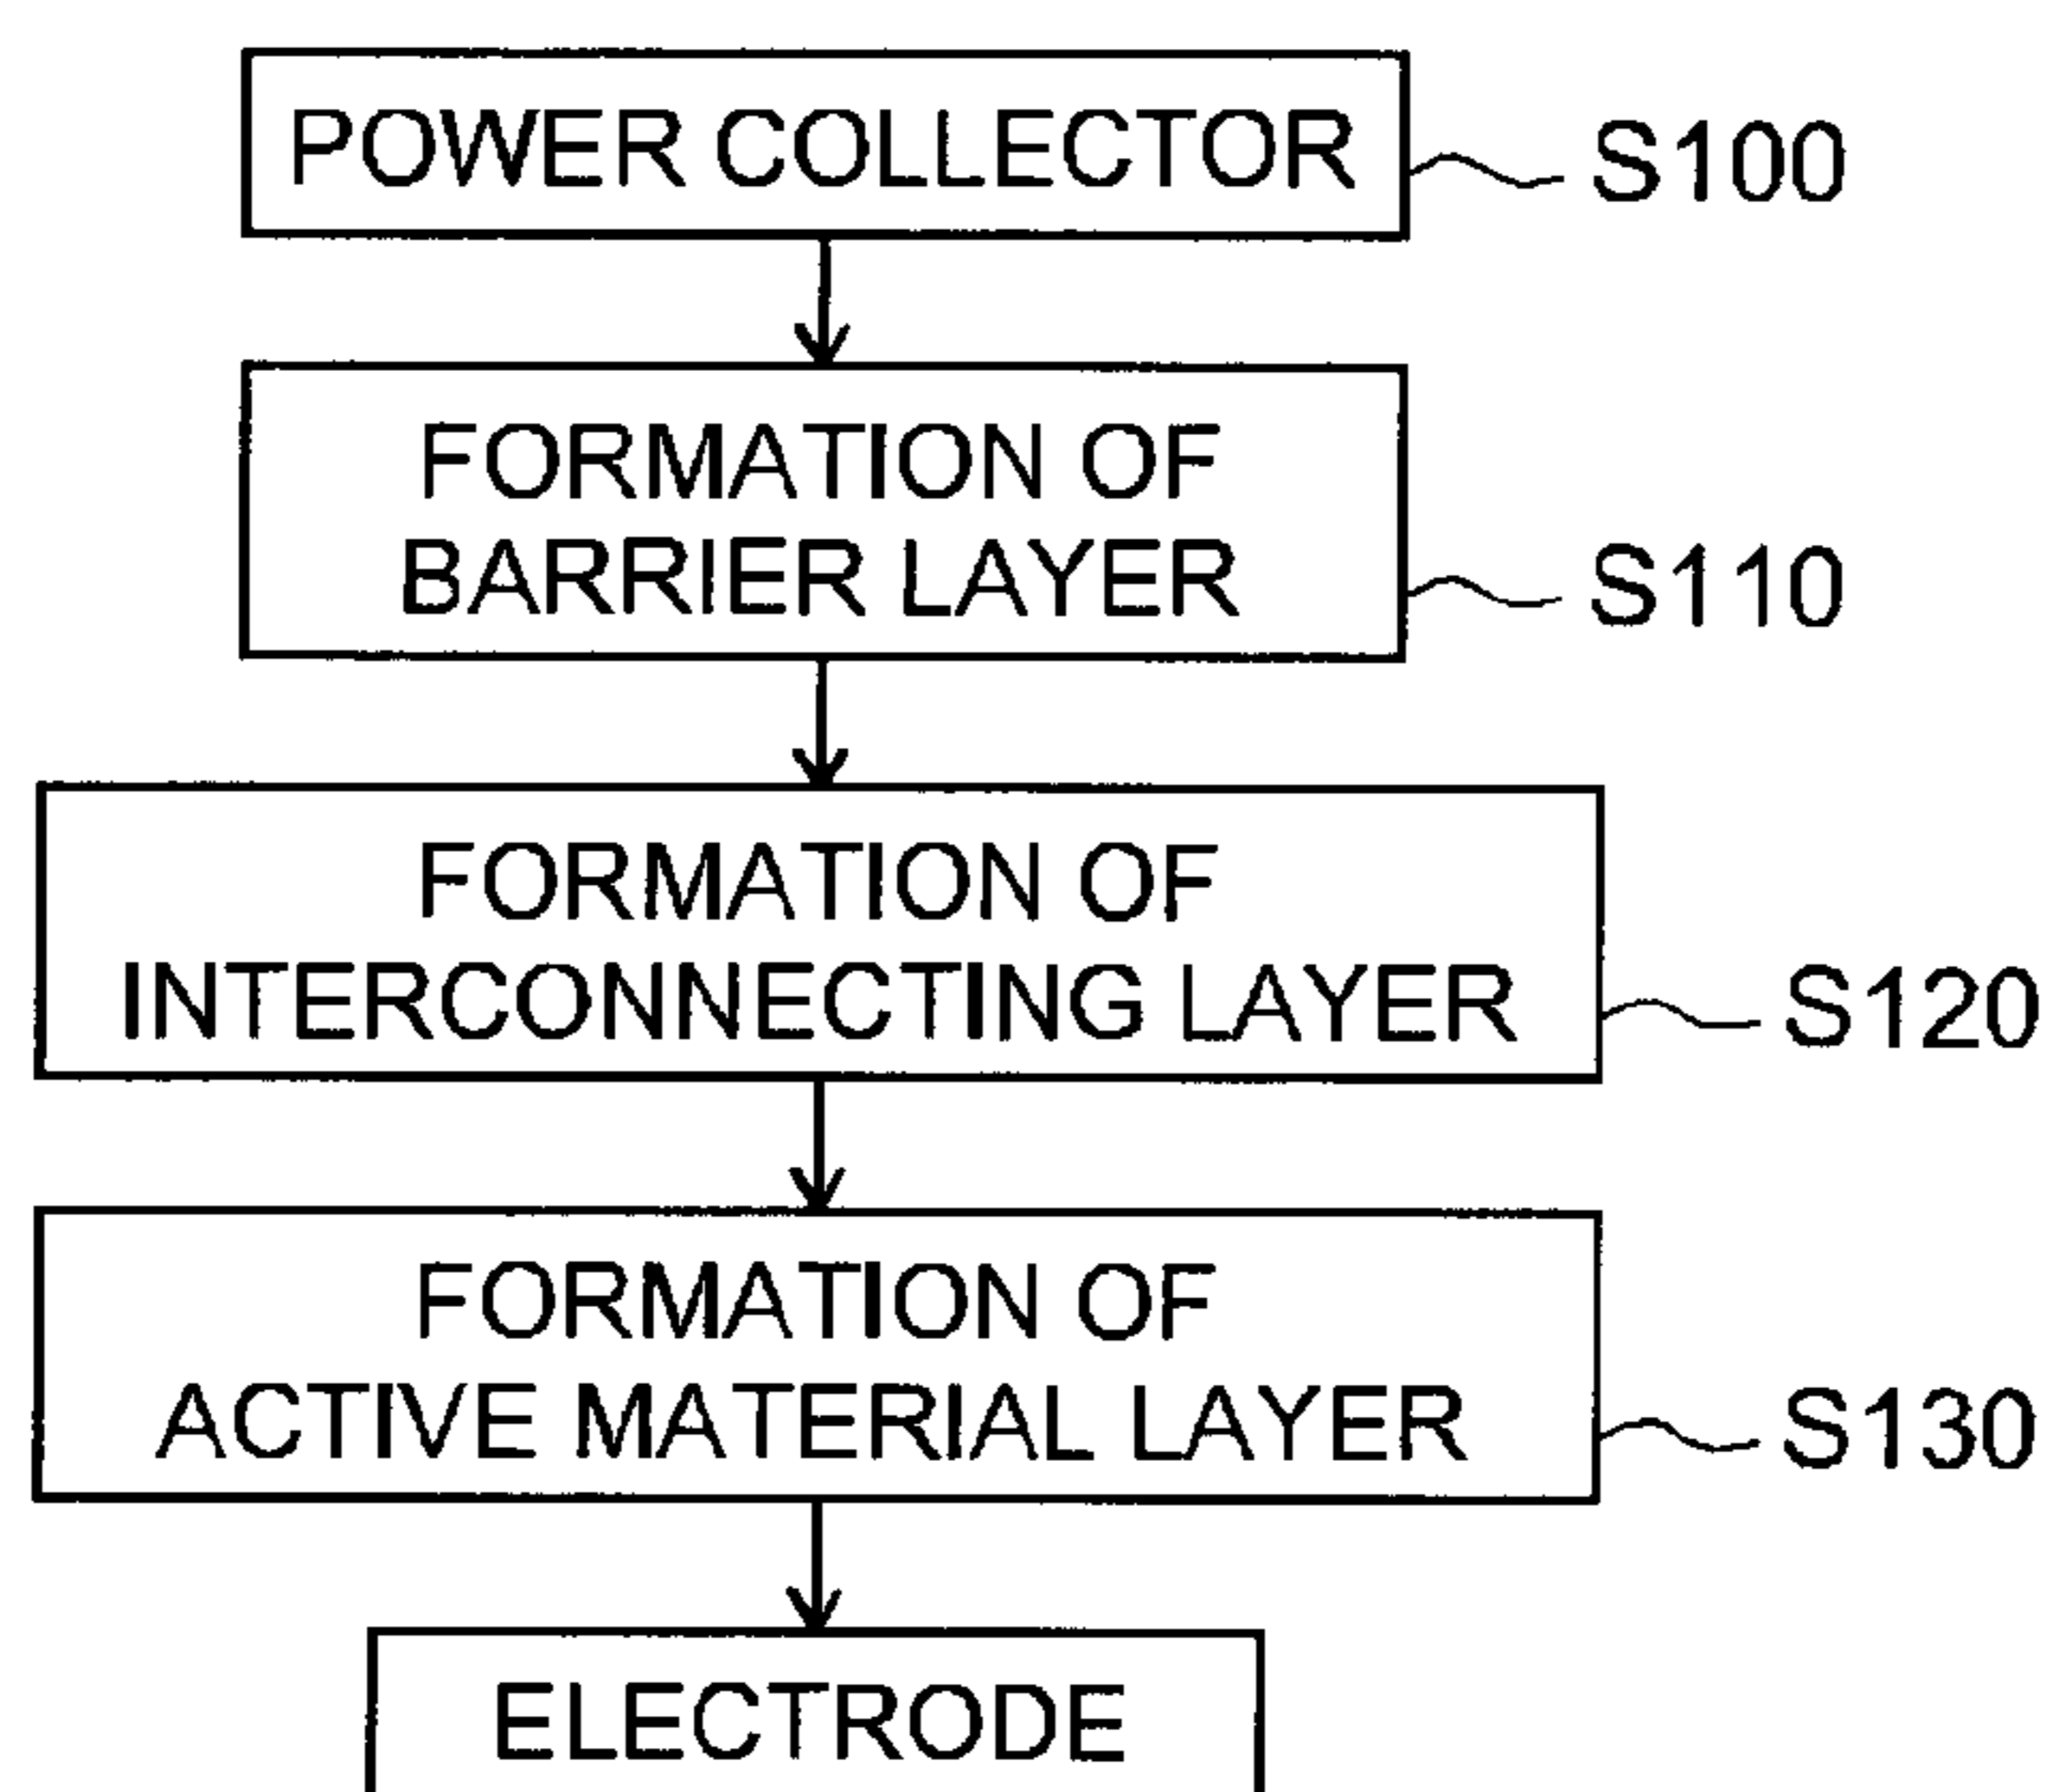 POWER COLLECTOR
S100
FORMATION OF
BARRIER LAYER
S110
FORMATION OF
INTERCONNECTING LAYER
S120
FORMATION OF
ACTIVE MATERIAL LAYER
S130
ELECTRODE